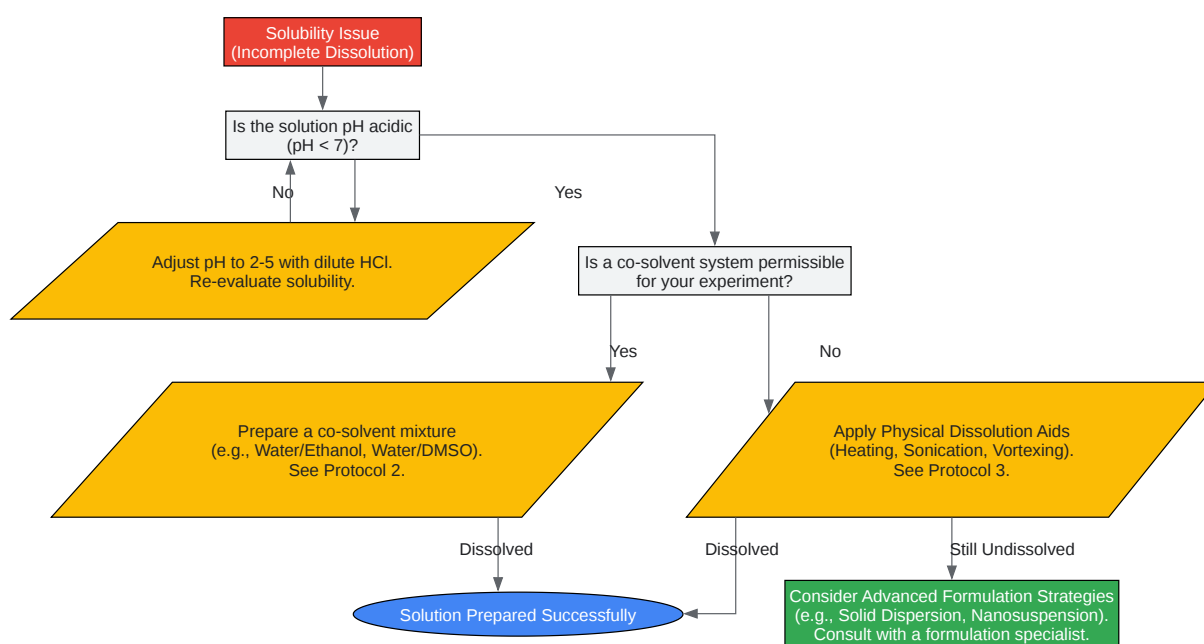 Solubility Issue
(Incomplete Dissolution)
Is the solution pH acidic
(pH < 7)?
No
Yes
Adjust pH to 2-5 with dilute HCl.
Re-evaluate solubility.
Is a co-solvent system permissible
for your experiment?
Yes
No
Prepare a co-solvent mixture
(e.g., Water/Ethanol, Water/DMSO).
See Protocol 2.
Apply Physical Dissolution Aids
(Heating, Sonication, Vortexing).
See Protocol 3.
Dissolved
Dissolved
Still Undissolved
Solution Prepared Successfully
Consider Advanced Formulation Strategies
(e.g., Solid Dispersion, Nanosuspension).
Consult with a formulation specialist.